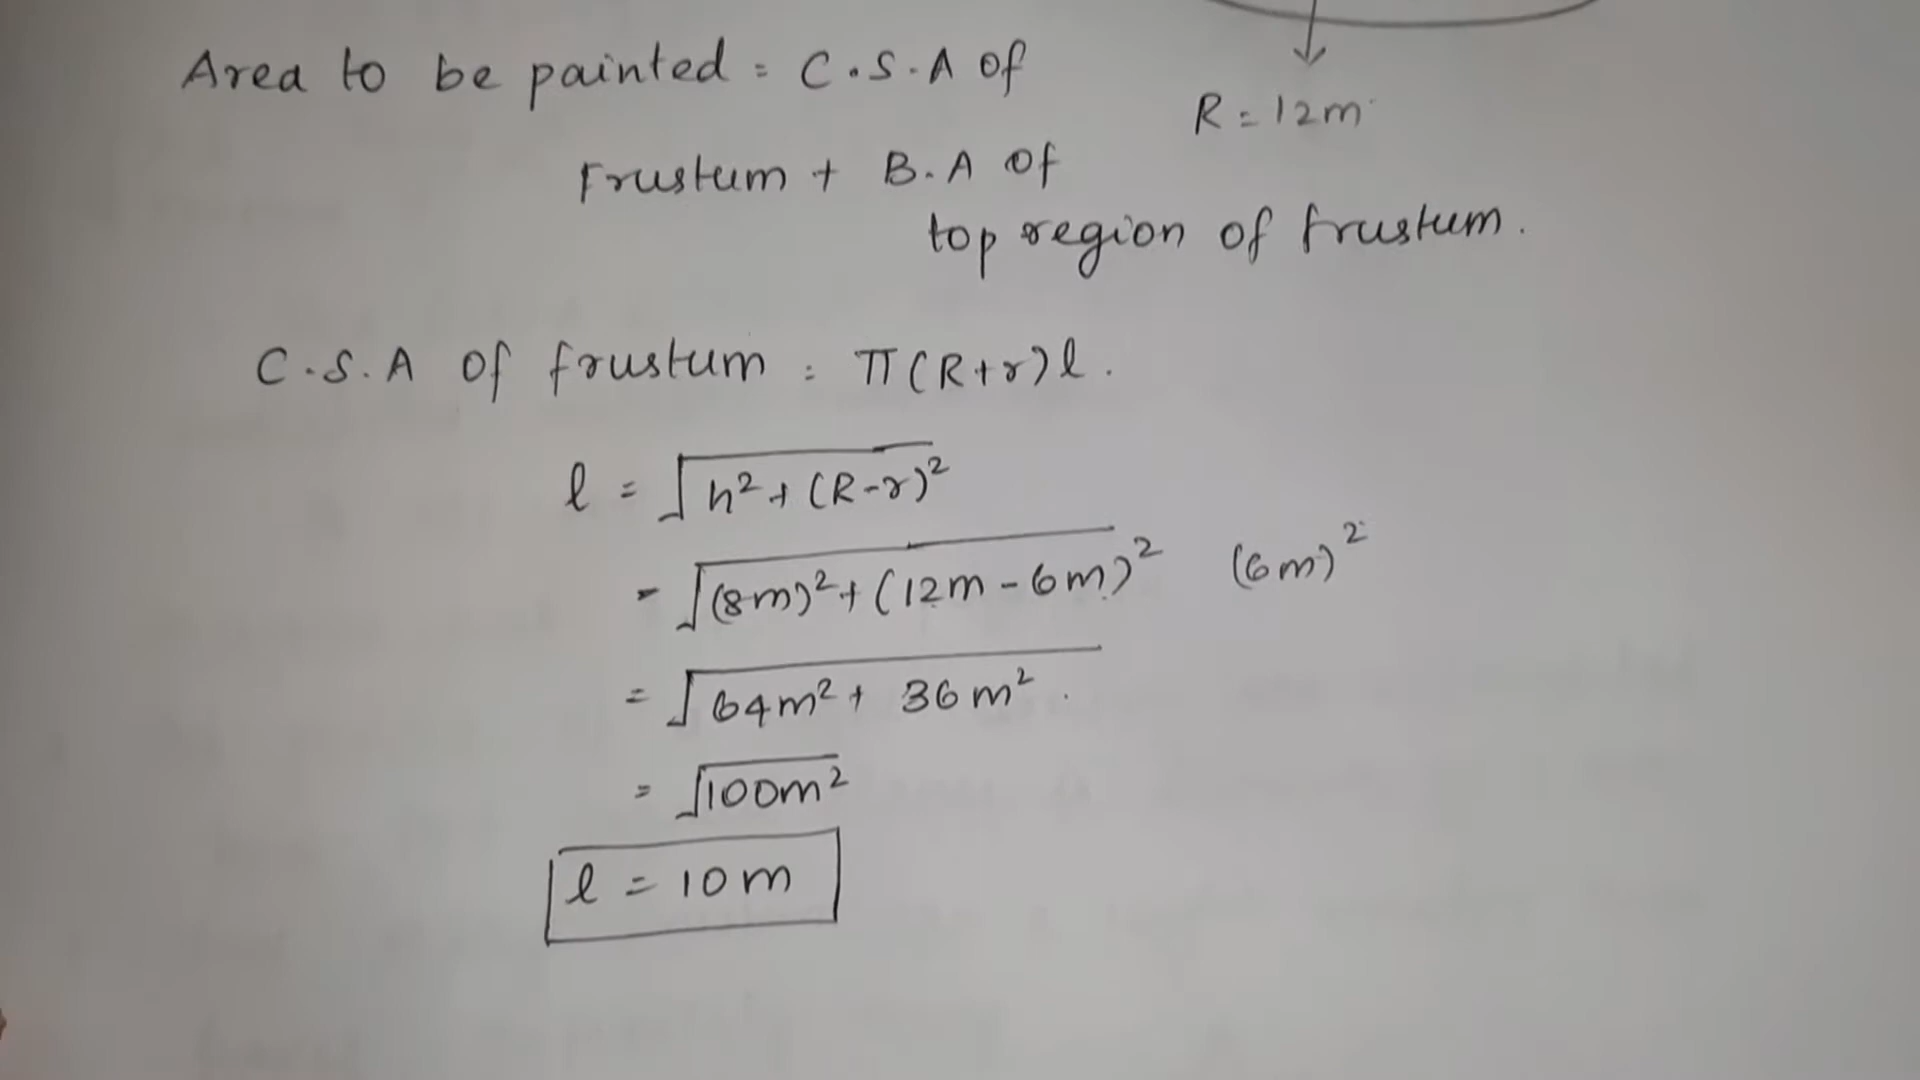 Area to be painted = C.S.A of
R = 12m
Frustum + B.A of
top region of frustum.
C.S.A of frustum = π(R+r)l.
l = √h²+(R-r)²
= √(8m)²+(12m-6m)² (6m)²
= √64m²+ 36m².
= √100m²
l = 10m